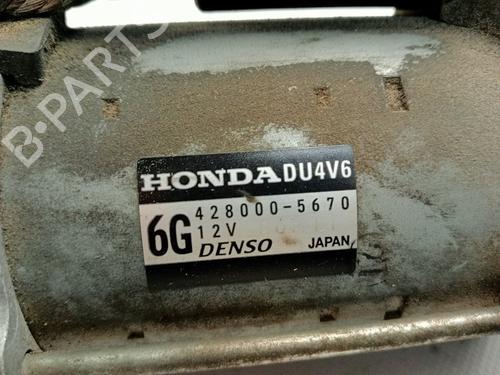 B-PARTS
HONDA DU4V6
6G 428000-5670
12V
DENSO JAPAN